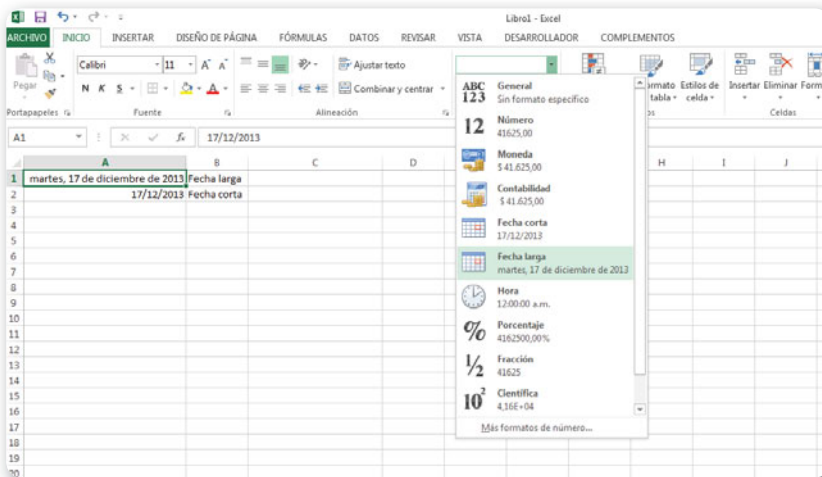 Libro1 - Excel
ARCHIVO INICIO INSERTAR DISEÑO DE PÁGINA FÓRMULAS DATOS REVISAR VISTA DESARROLLADOR COMPLEMENTOS
Calibri 11 A A Ajustar texto
Pegar N K S A Combinar y centrar
tabla Estilos de celda Insertar Eliminar
Portapapeles Fuente Alineación Celdas
A1 fx 17/12/2013
A B C D H I J
1 martes, 17 de diciembre de 2013 Fecha larga
2 17/12/2013 Fecha corta
3
4
5
6
7
8
9
10
11
12
13
14
15
16
17
18
19
20
ABC 123 General
Sin formato específico
12 Número
41625,00
Moneda
$ 41.625,00
Contabilidad
$ 41.625,00
Fecha corta
17/12/2013
Fecha larga
martes, 17 de diciembre de 2013
Hora
12:00:00 a.m.
% Porcentaje
4162500,00%
½ Fracción
41625
10² Científica
4,16E+04
Más formatos de número...